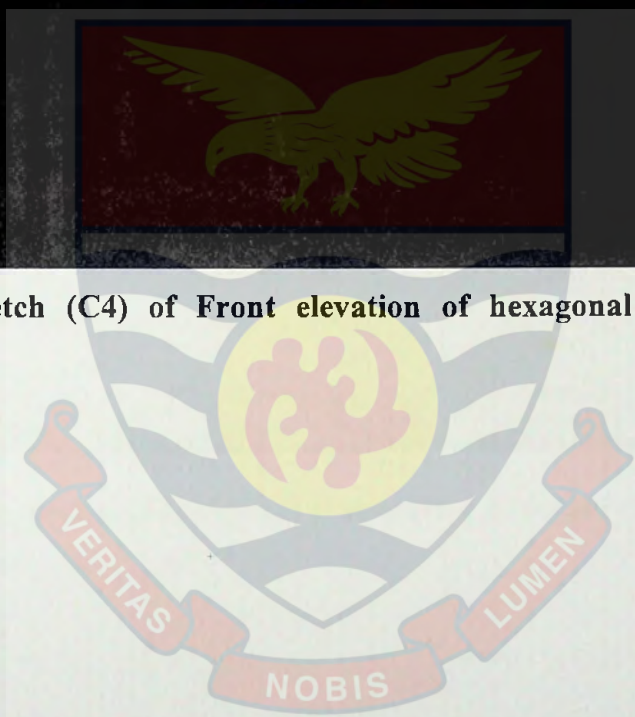 etch (C4) of Front elevation of hexagonal
VERITAS
NOBIS
LUMEN